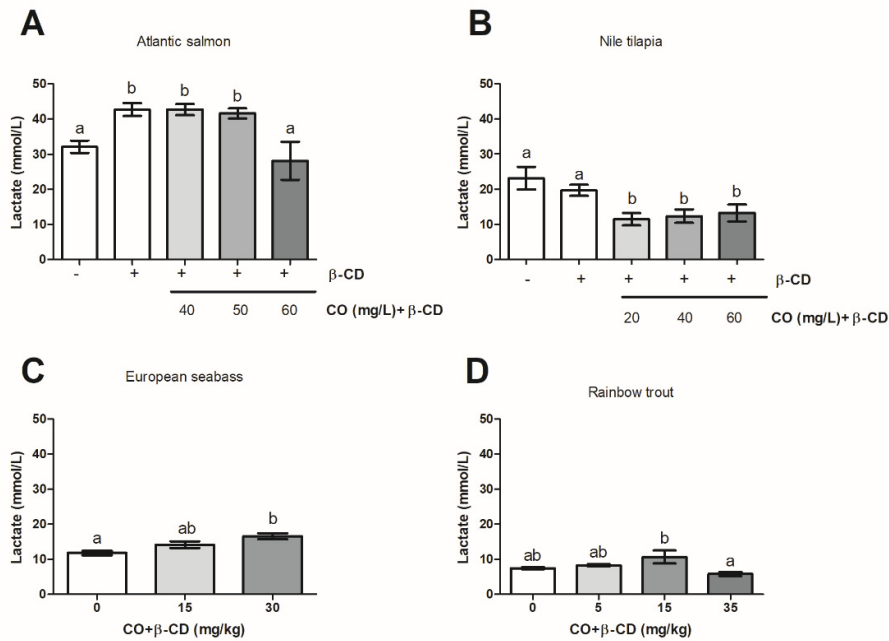 A
Atlantic salmon
Lactate (mmol/L)
50
40
30
20
10
0
a
b
b
b
a
- + + + + β-CD
40 50 60 CO (mg/L)+ β-CD
B
Nile tilapia
Lactate (mmol/L)
50
40
30
20
10
0
a
a
b
b
b
- + + + + β-CD
20 40 60 CO (mg/L)+ β-CD
C
European seabass
Lactate (mmol/L)
50
40
30
20
10
0
a
ab
b
0 15 30
CO+β-CD (mg/kg)
D
Rainbow trout
Lactate (mmol/L)
50
40
30
20
10
0
ab
ab
b
a
0 5 15 35
CO+β-CD (mg/kg)